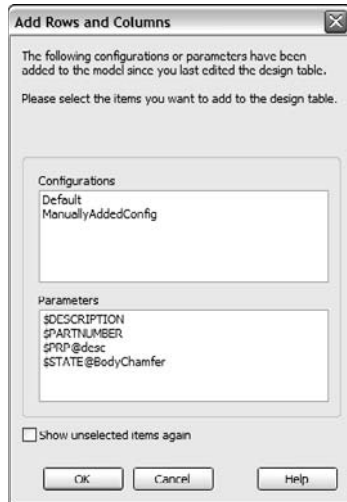 Add Rows and Columns
The following configurations or parameters have been
added to the model since you last edited the design table.
Please select the items you want to add to the design table.
Configurations
Default
ManuallyAddedConfig
Parameters
$DESCRIPTION
$PARTNUMBER
$PRP@desc
$STATE@BodyChamfer
Show unselected items again
OK Cancel Help